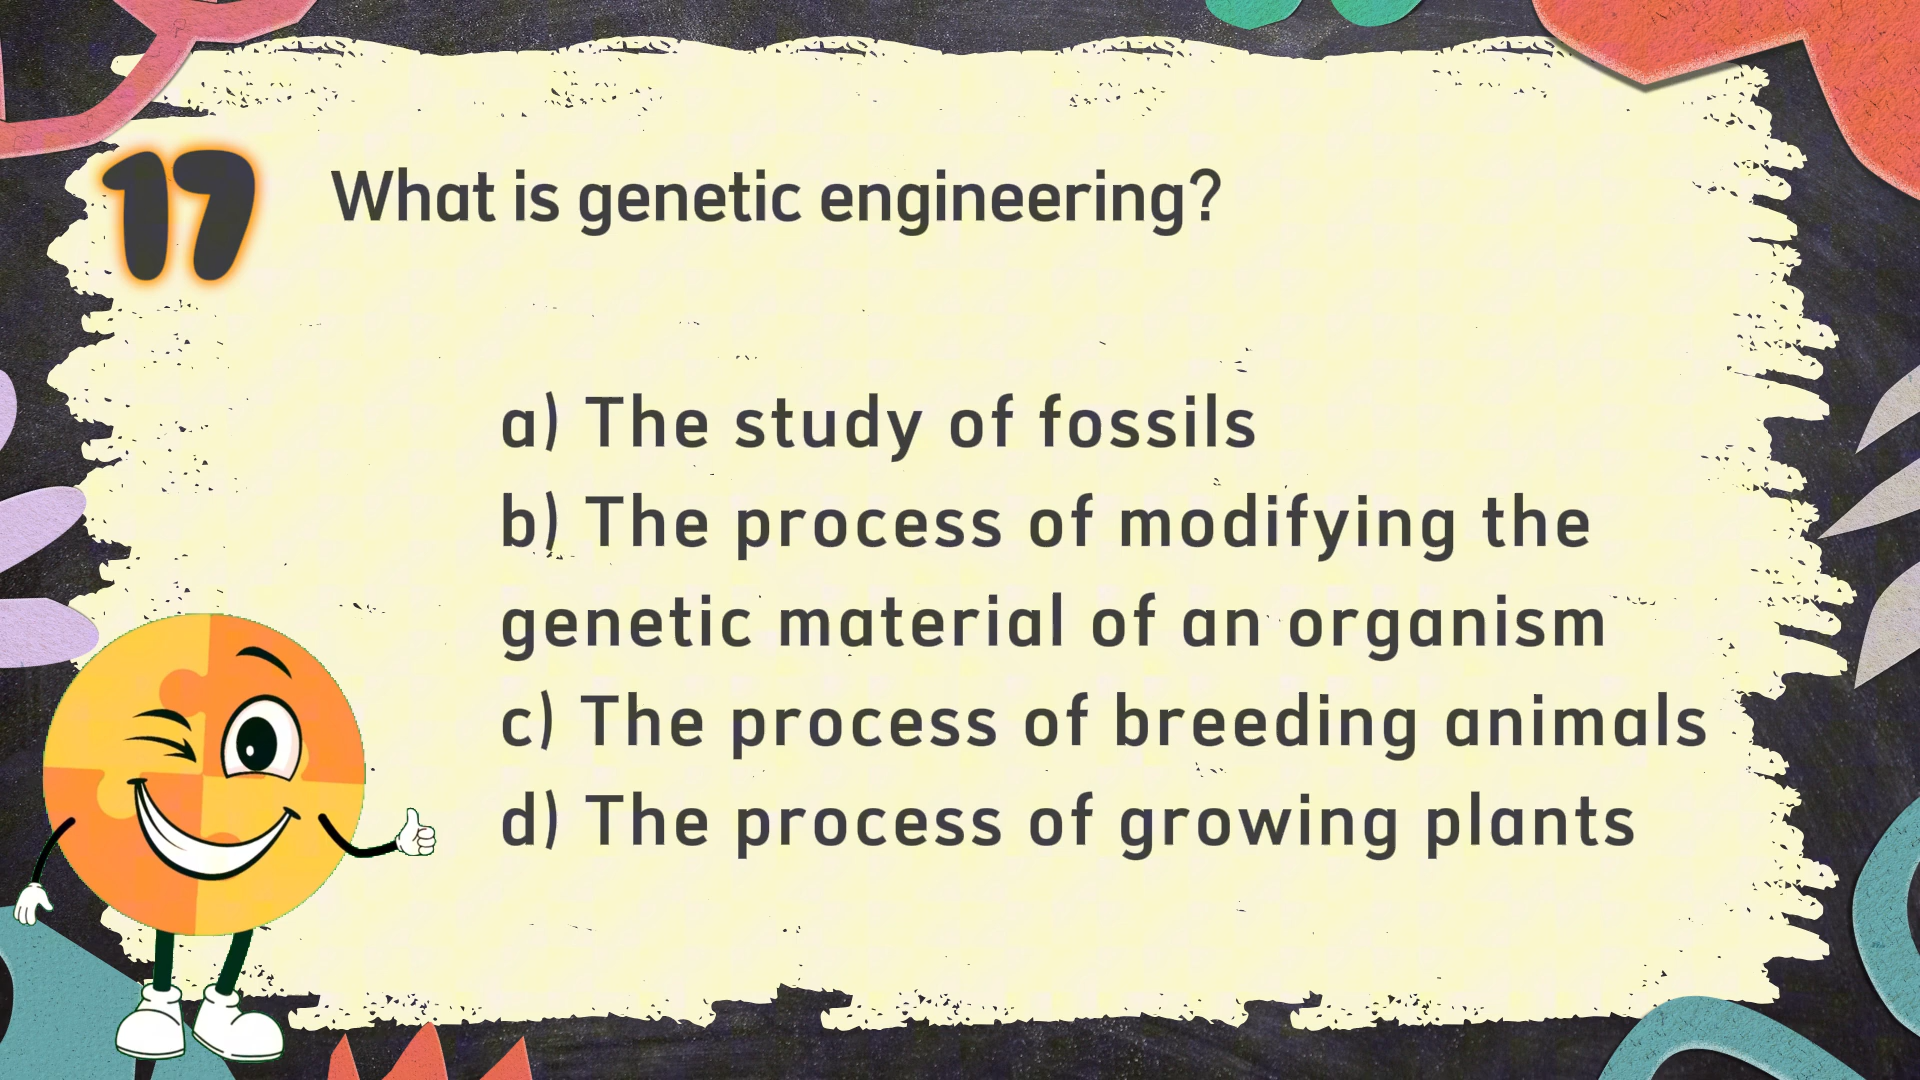 17
What is genetic engineering?
a) The study of fossils
b) The process of modifying the
genetic material of an organism
c) The process of breeding animals
d) The process of growing plants